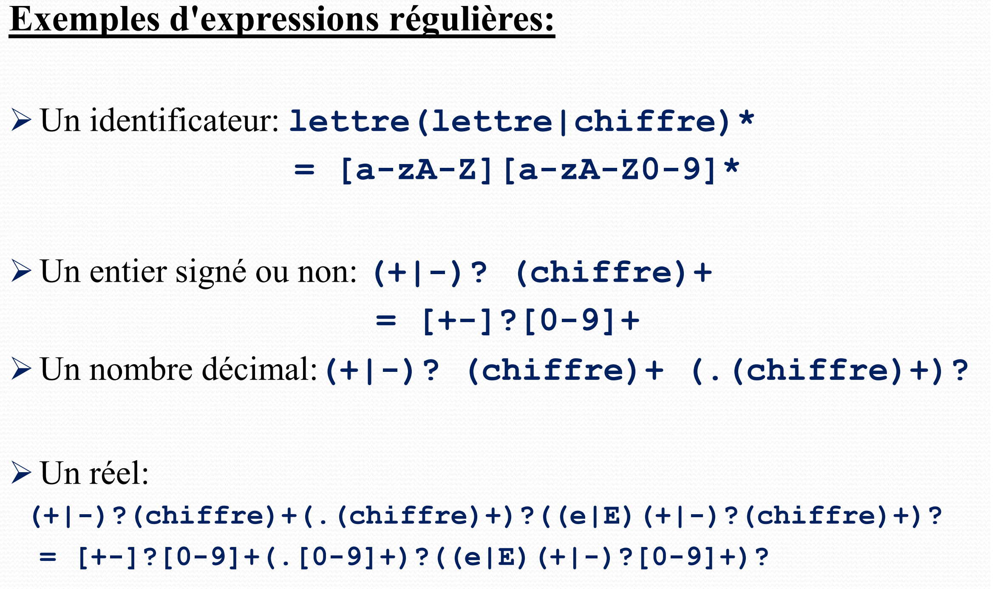 Exemples d'expressions régulières:
Un identificateur: lettre(lettre|chiffre)*
= [a-zA-Z][a-zA-Z0-9]*
Un entier signé ou non: (+|-)? (chiffre)+
= [+-]?[0-9]+
Un nombre décimal: (+|-)? (chiffre)+ (.(chiffre)+)?
Un réel:
(+|-)?(chiffre)+(.(chiffre)+)?((e|E)(+|-)?(chiffre)+)?
= [+-]?[0-9]+(.[0-9]+)?((e|E)(+|-)?[0-9]+)?